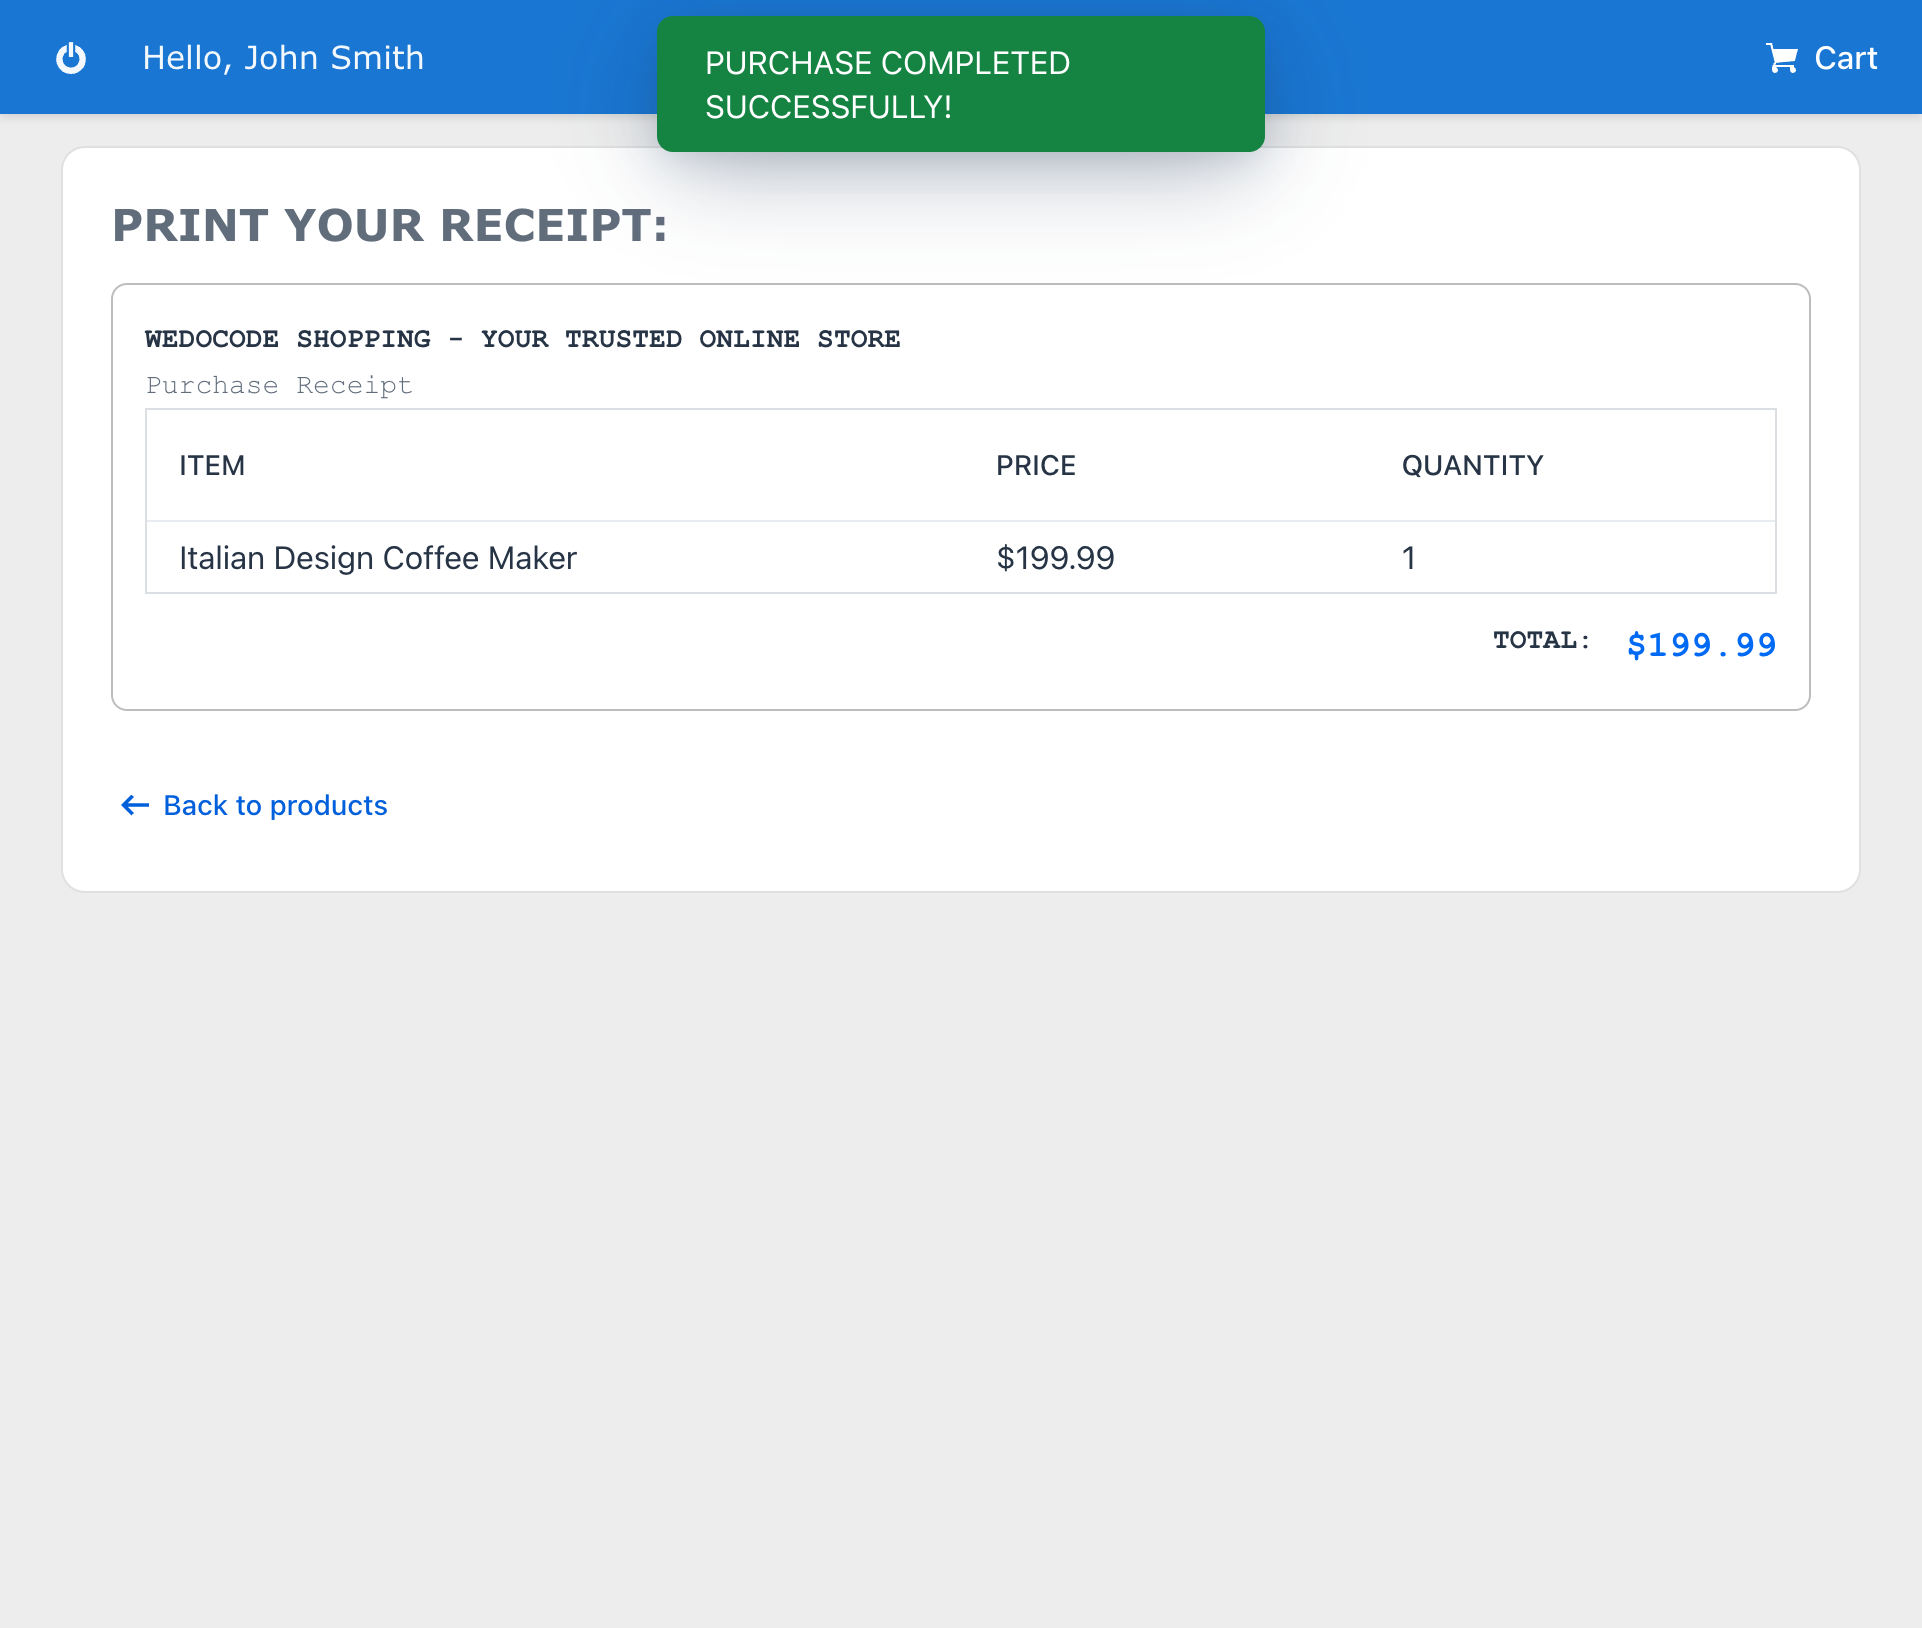 Hello, John Smith
PURCHASE COMPLETED
SUCCESSFULLY!
Cart
PRINT YOUR RECEIPT:
WEDOCODE SHOPPING - YOUR TRUSTED ONLINE STORE
Purchase Receipt
ITEM PRICE QUANTITY
Italian Design Coffee Maker $199.99 1
TOTAL: $199.99
Back to products